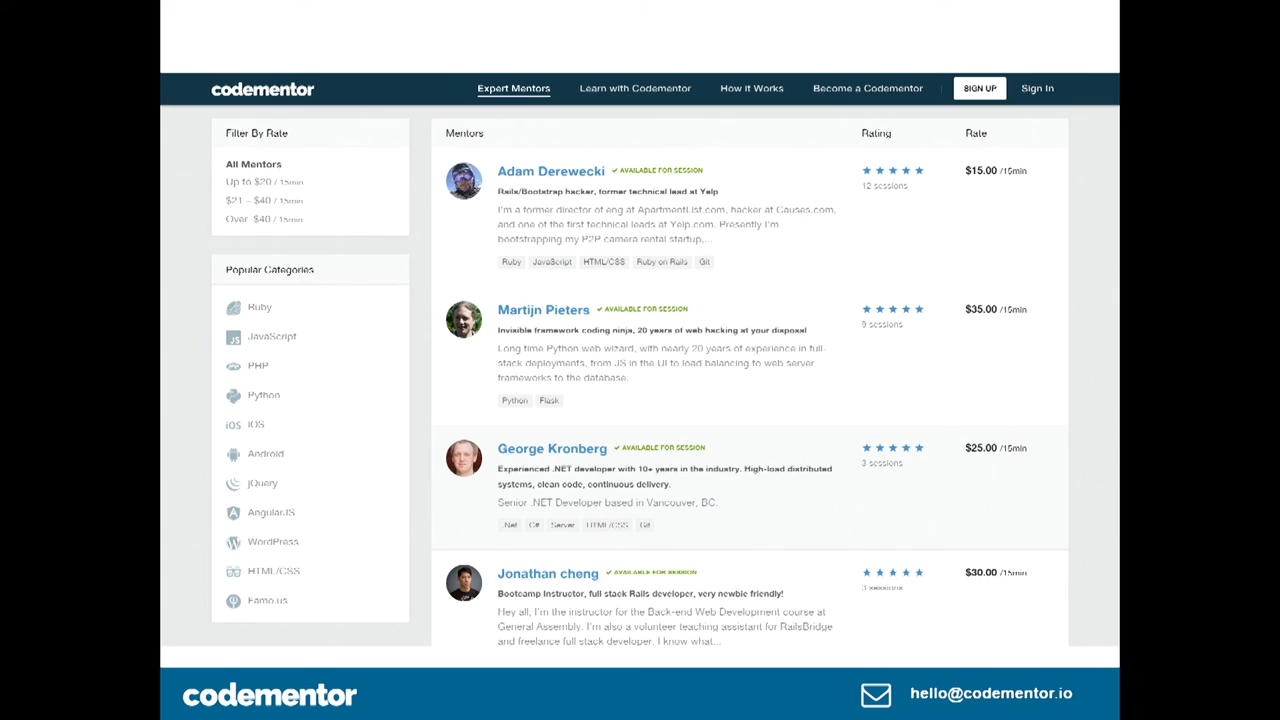 codementor
Expert Mentors Learn with Codementor How it Works Become a Codementor SIGN UP Sign In
Filter By Rate
All Mentors
Up to $20 / 15min
$21 – $40 / 15min
Over $40 / 15min
Popular Categories
Ruby
JavaScript
PHP
Python
iOS
Android
jQuery
AngularJS
WordPress
HTML/CSS
Famo.us
Mentors Rating Rate
Adam Derewecki ✓ AVAILABLE FOR SESSION $15.00 /15min
12 sessions
Rails/Bootstrap hacker, former technical lead at Yelp
I'm a former director of eng at ApartmentList.com, hacker at Causes.com,
and one of the first technical leads at Yelp.com. Presently I'm
bootstrapping my P2P camera rental startup,...
Ruby JavaScript HTML/CSS Ruby on Rails Git
Martijn Pieters ✓ AVAILABLE FOR SESSION $35.00 /15min
9 sessions
Invisible framework coding ninja, 20 years of web hacking at your disposal
Long time Python web wizard, with nearly 20 years of experience in full-
stack deployments, from JS in the UI to load balancing to web server
frameworks to the database.
Python Flask
George Kronberg ✓ AVAILABLE FOR SESSION $25.00 /15min
3 sessions
Experienced .NET developer with 10+ years in the industry. High-load distributed
systems, clean code, continuous delivery.
Senior .NET Developer based in Vancouver, BC.
.Net C# Server HTML/CSS Git
Jonathan cheng ✓ AVAILABLE FOR SESSION $30.00 /15min
3 sessions
Bootcamp Instructor, full stack Rails developer, very newbie friendly!
Hey all, I'm the instructor for the Back-end Web Development course at
General Assembly. I'm also a volunteer teaching assistant for RailsBridge
and freelance full stack developer. I know what...
codementor hello@codementor.io